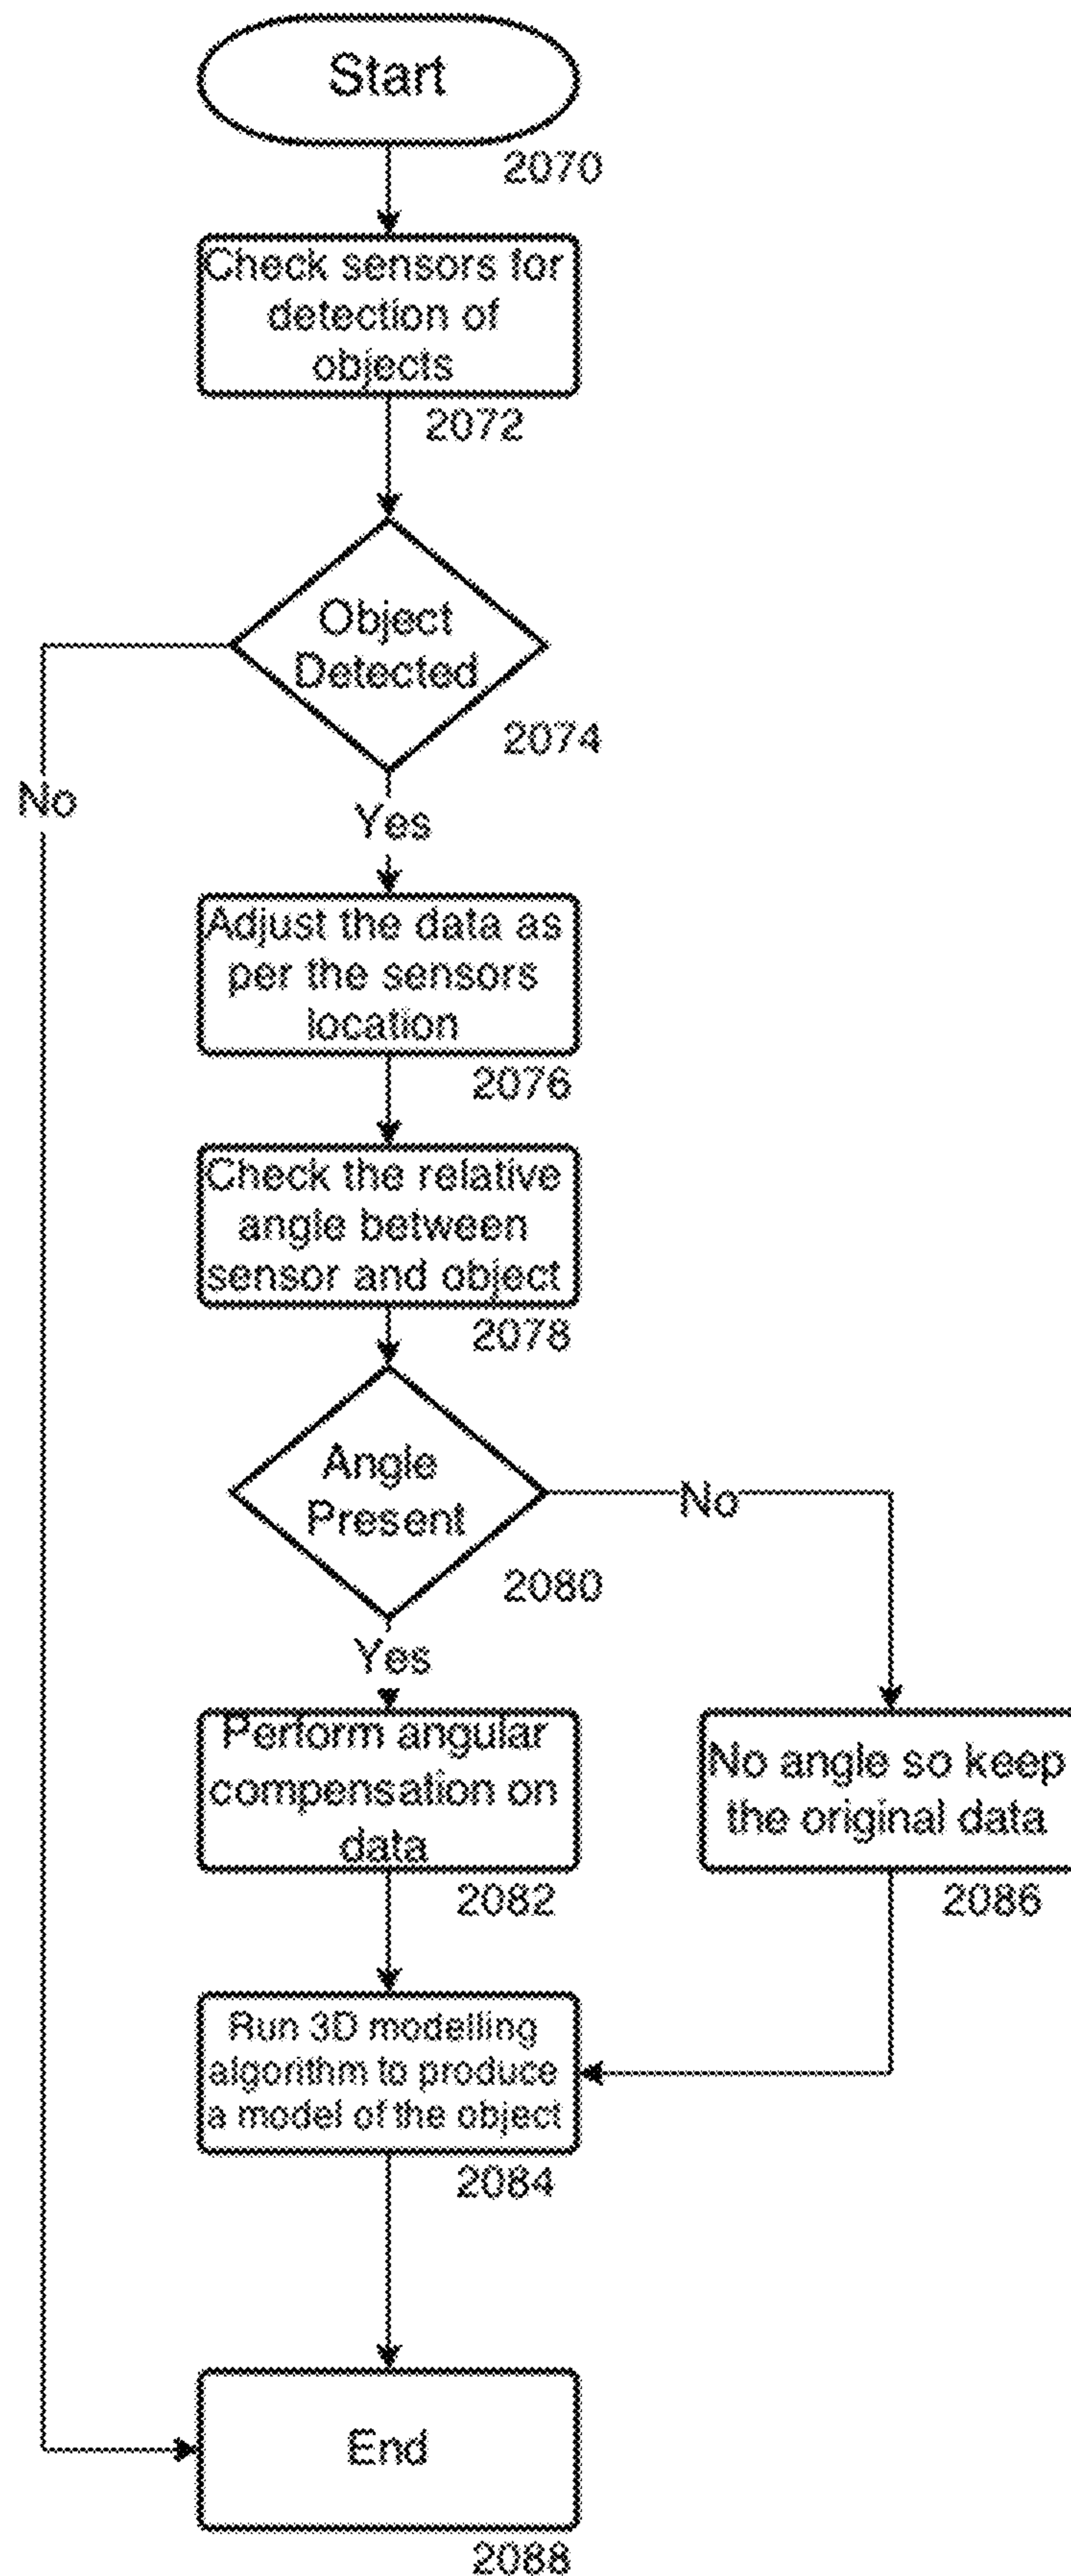 Start
2070
Check sensors for
detection of
objects
2072
Object
Detected
2074
No
Yes
Adjust the data as
per the sensors
location
2076
Check the relative
angle between
sensor and object
2078
Angle
Present
No
2080
Yes
Perform angular
compensation on
data
2082
No angle so keep
the original data
2086
Run 3D modelling
algorithm to produce
a model of the object
2084
End
2088